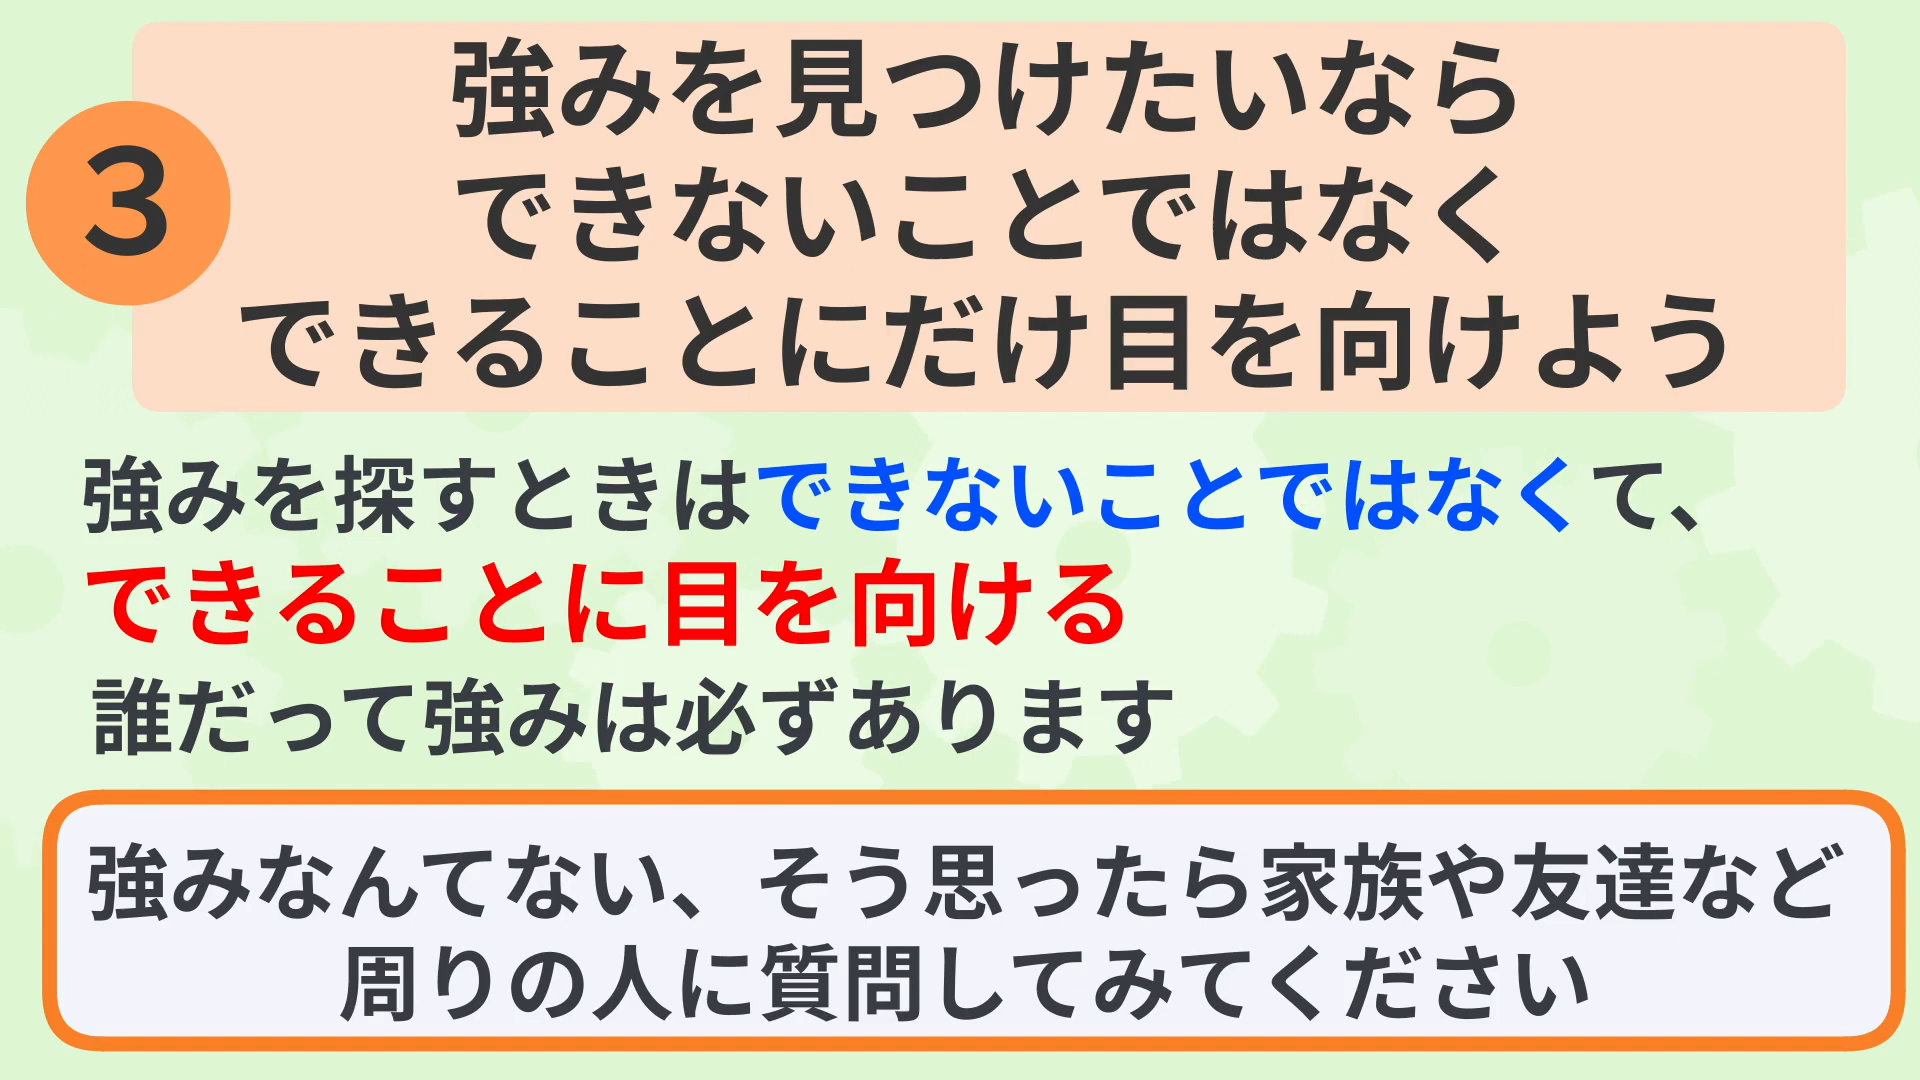 3
強みを見つけたいなら
できないことではなく
できることにだけ目を向けよう
強みを探すときはできないことではなくて、
できることに目を向ける
誰だって強みは必ずあります
強みなんてない、そう思ったら家族や友達など
周りの人に質問してみてください